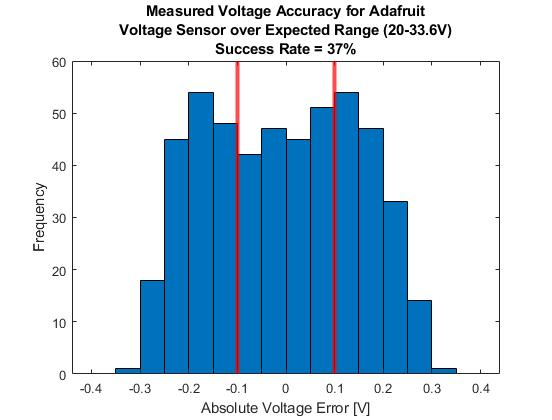 Measured Voltage Accuracy for Adafruit
Voltage Sensor over Expected Range (20-33.6V)
Success Rate = 37%
60
50
40
30
20
10
0
Frequency
-0.4 -0.3 -0.2 -0.1 0 0.1 0.2 0.3 0.4
Absolute Voltage Error [V]